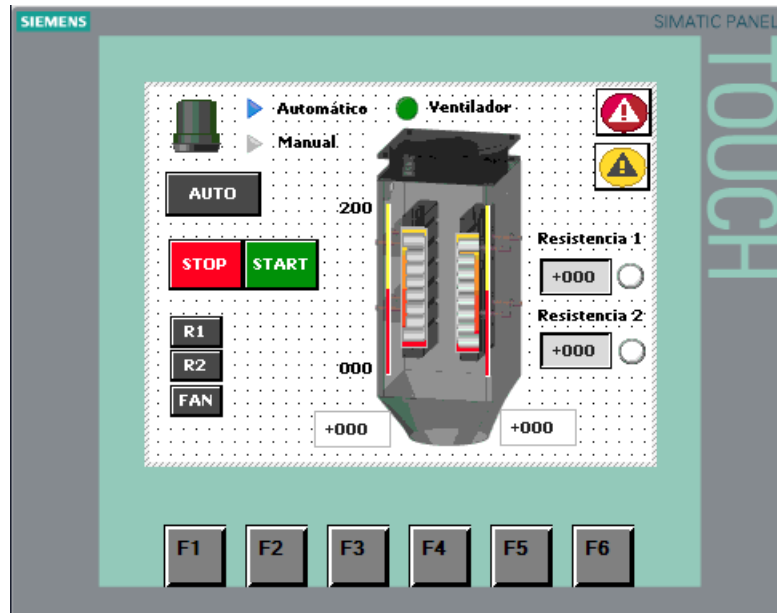 SIEMENS
SIMATIC PANEL
TOUCH
Automático
Ventilador
Manual
AUTO
200
STOP
START
Resistencia 1
+000
Resistencia 2
+000
R1
R2
FAN
000
+000
+000
F1
F2
F3
F4
F5
F6